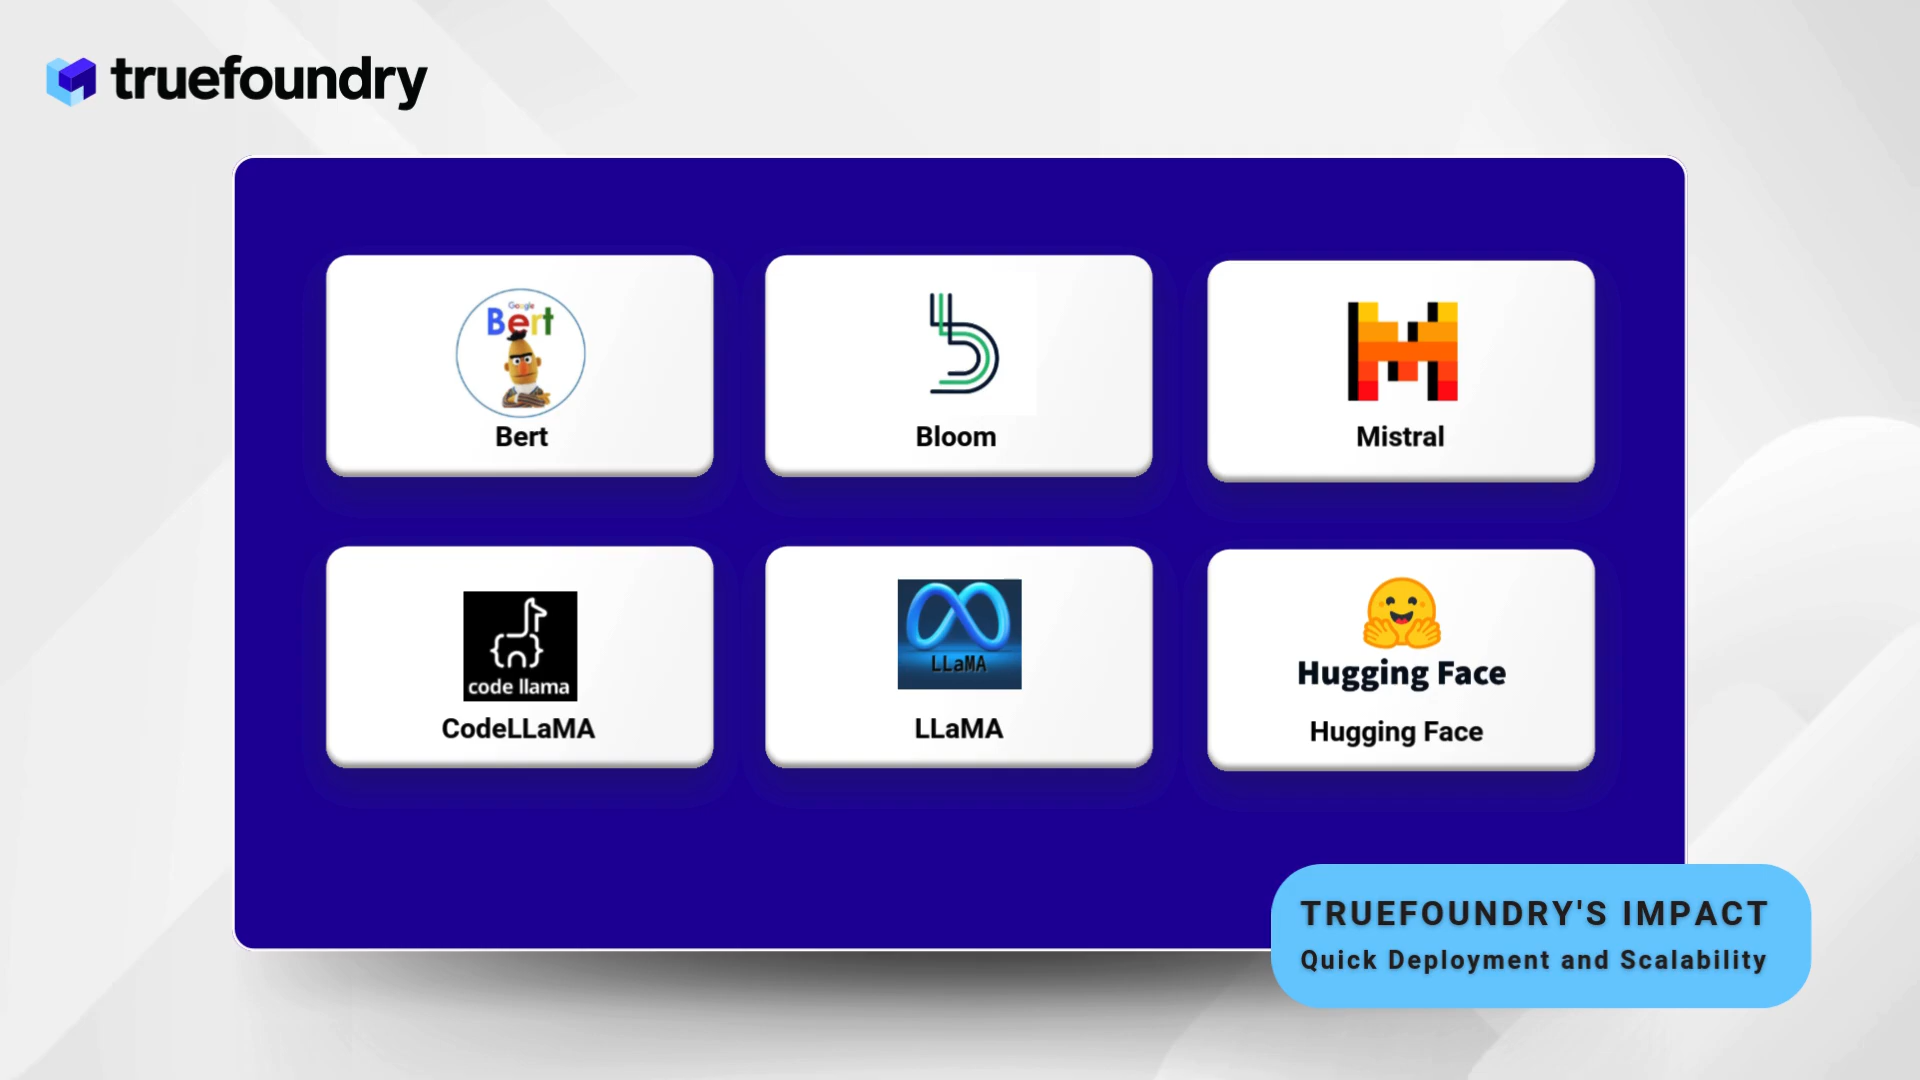 truefoundry
Google
Bert
Bert
Bloom
Mistral
code llama
CodeLLaMA
LLaMA
LLaMA
Hugging Face
Hugging Face
TRUEFOUNDRY'S IMPACT
Quick Deployment and Scalability